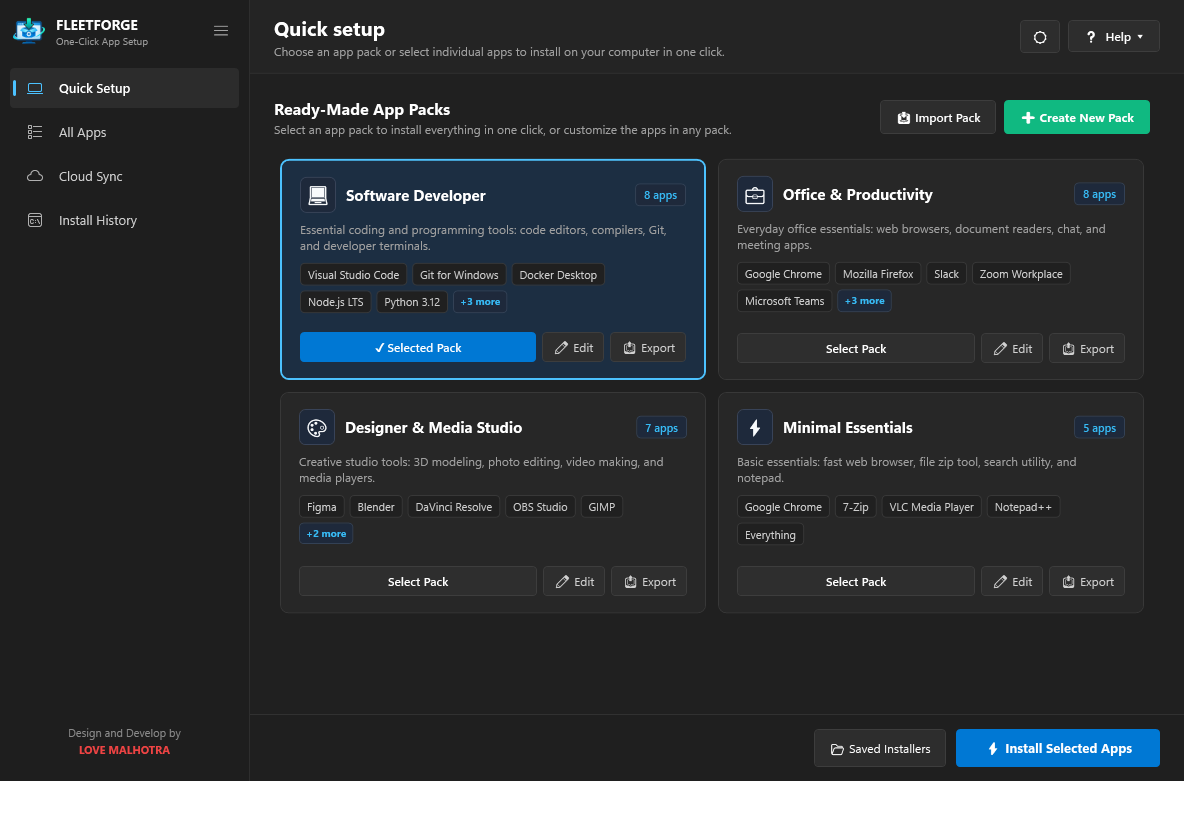 FLEETFORGE
One-Click App Setup
Quick Setup
All Apps
Cloud Sync
Install History
Design and Develop by
LOVE MALHOTRA
Quick setup
Choose an app pack or select individual apps to install on your computer in one click.
? Help
Ready-Made App Packs
Select an app pack to install everything in one click, or customize the apps in any pack.
Import Pack
Create New Pack
Software Developer
8 apps
Essential coding and programming tools: code editors, compilers, Git,
and developer terminals.
Visual Studio Code Git for Windows Docker Desktop
Node.js LTS Python 3.12 +3 more
✓ Selected Pack Edit Export
Office & Productivity
8 apps
Everyday office essentials: web browsers, document readers, chat, and
meeting apps.
Google Chrome Mozilla Firefox Slack Zoom Workplace
Microsoft Teams +3 more
Select Pack Edit Export
Designer & Media Studio
7 apps
Creative studio tools: 3D modeling, photo editing, video making, and
media players.
Figma Blender DaVinci Resolve OBS Studio GIMP
+2 more
Select Pack Edit Export
Minimal Essentials
5 apps
Basic essentials: fast web browser, file zip tool, search utility, and
notepad.
Google Chrome 7-Zip VLC Media Player Notepad++
Everything
Select Pack Edit Export
Saved Installers
Install Selected Apps